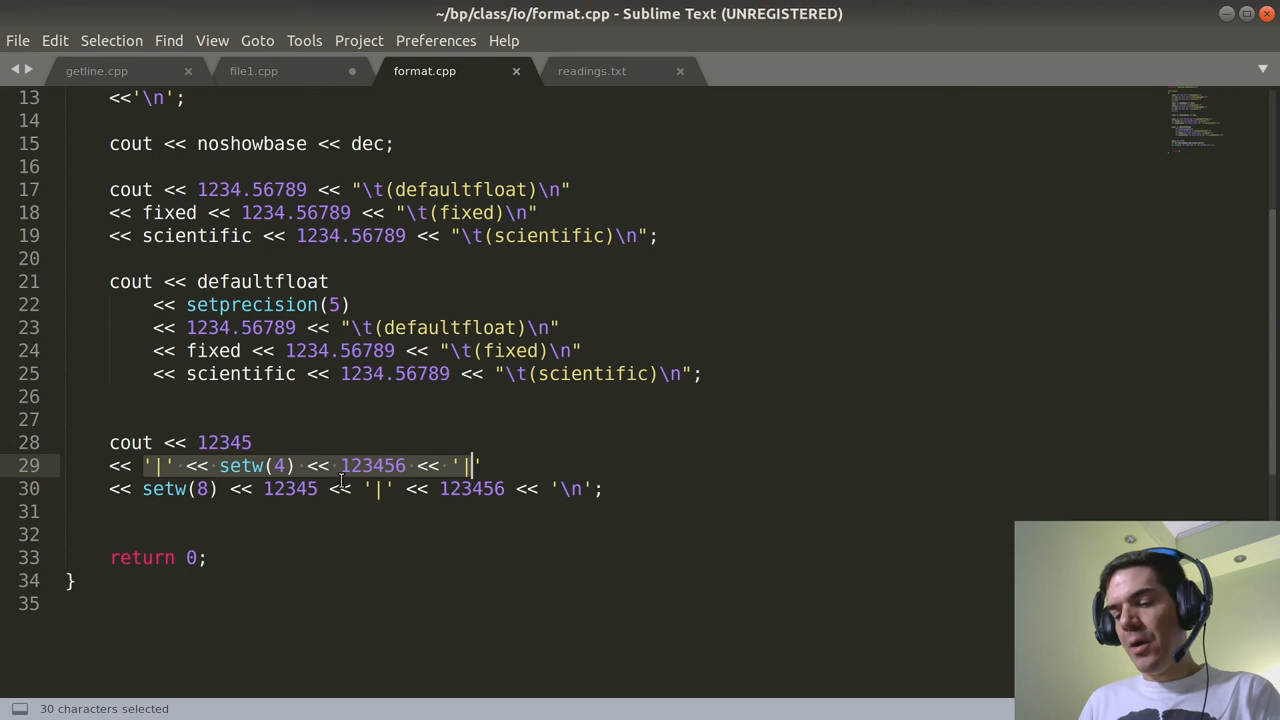 ~/bp/class/io/format.cpp - Sublime Text (UNREGISTERED)
File Edit Selection Find View Goto Tools Project Preferences Help
getline.cpp file1.cpp format.cpp readings.txt
13 <<'\n';
14
15 cout << noshowbase << dec;
16
17 cout << 1234.56789 << "\t(defaultfloat)\n"
18 << fixed << 1234.56789 << "\t(fixed)\n"
19 << scientific << 1234.56789 << "\t(scientific)\n";
20
21 cout << defaultfloat
22 << setprecision(5)
23 << 1234.56789 << "\t(defaultfloat)\n"
24 << fixed << 1234.56789 << "\t(fixed)\n"
25 << scientific << 1234.56789 << "\t(scientific)\n";
26
27
28 cout << 12345
29 << '|' << setw(4) << 123456 << '|'
30 << setw(8) << 12345 << '|' << 123456 << '\n';
31
32
33 return 0;
34 }
35
30 characters selected